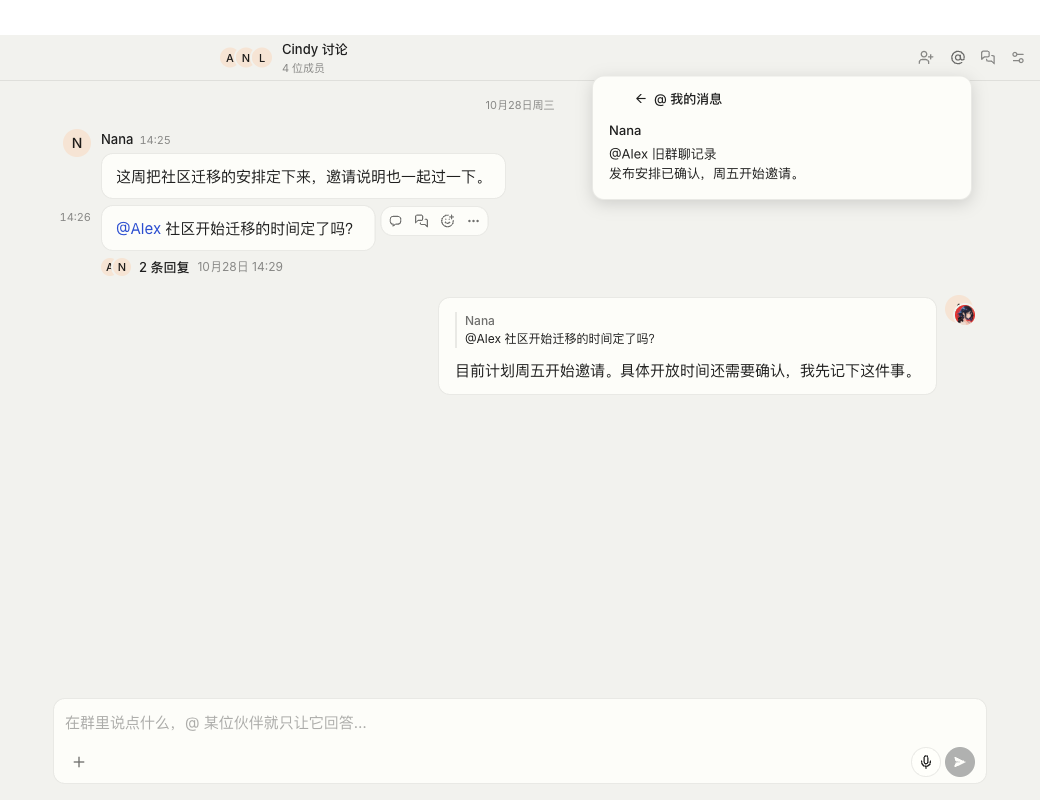 A N L
Cindy 讨论
4 位成员
@ 我的消息
Nana
@Alex 旧群聊记录
发布安排已确认，周五开始邀请。
10月28日周三
N
Nana 14:25
这周把社区迁移的安排定下来，邀请说明也一起过一下。
14:26
@Alex 社区开始迁移的时间定了吗？
A N 2 条回复 10月28日 14:29
Nana
@Alex 社区开始迁移的时间定了吗？
目前计划周五开始邀请。具体开放时间还需要确认，我先记下这件事。
在群里说点什么，@ 某位伙伴就只让它回答...